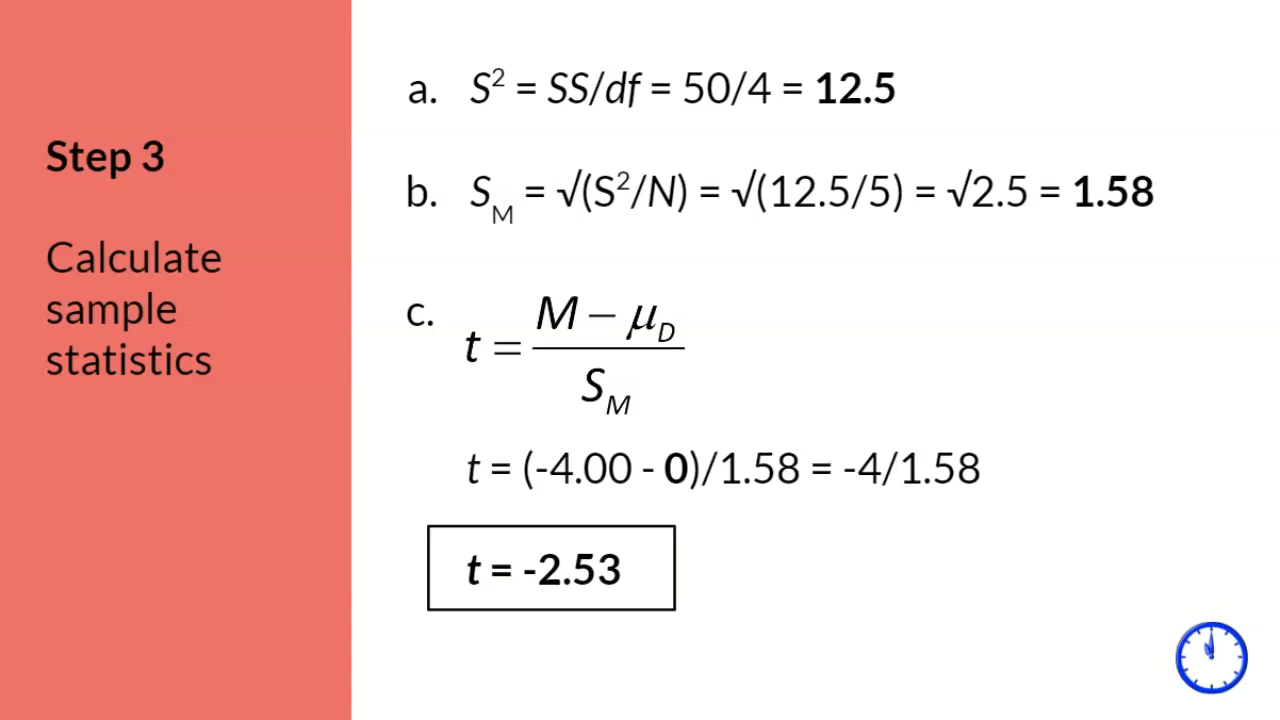 Step 3
Calculate
sample
statistics
a. S² = SS/df = 50/4 = 12.5
b. S_M = √(S²/N) = √(12.5/5) = √2.5 = 1.58
c. t = (M − μ_D) / S_M
t = (-4.00 - 0)/1.58 = -4/1.58
t = -2.53